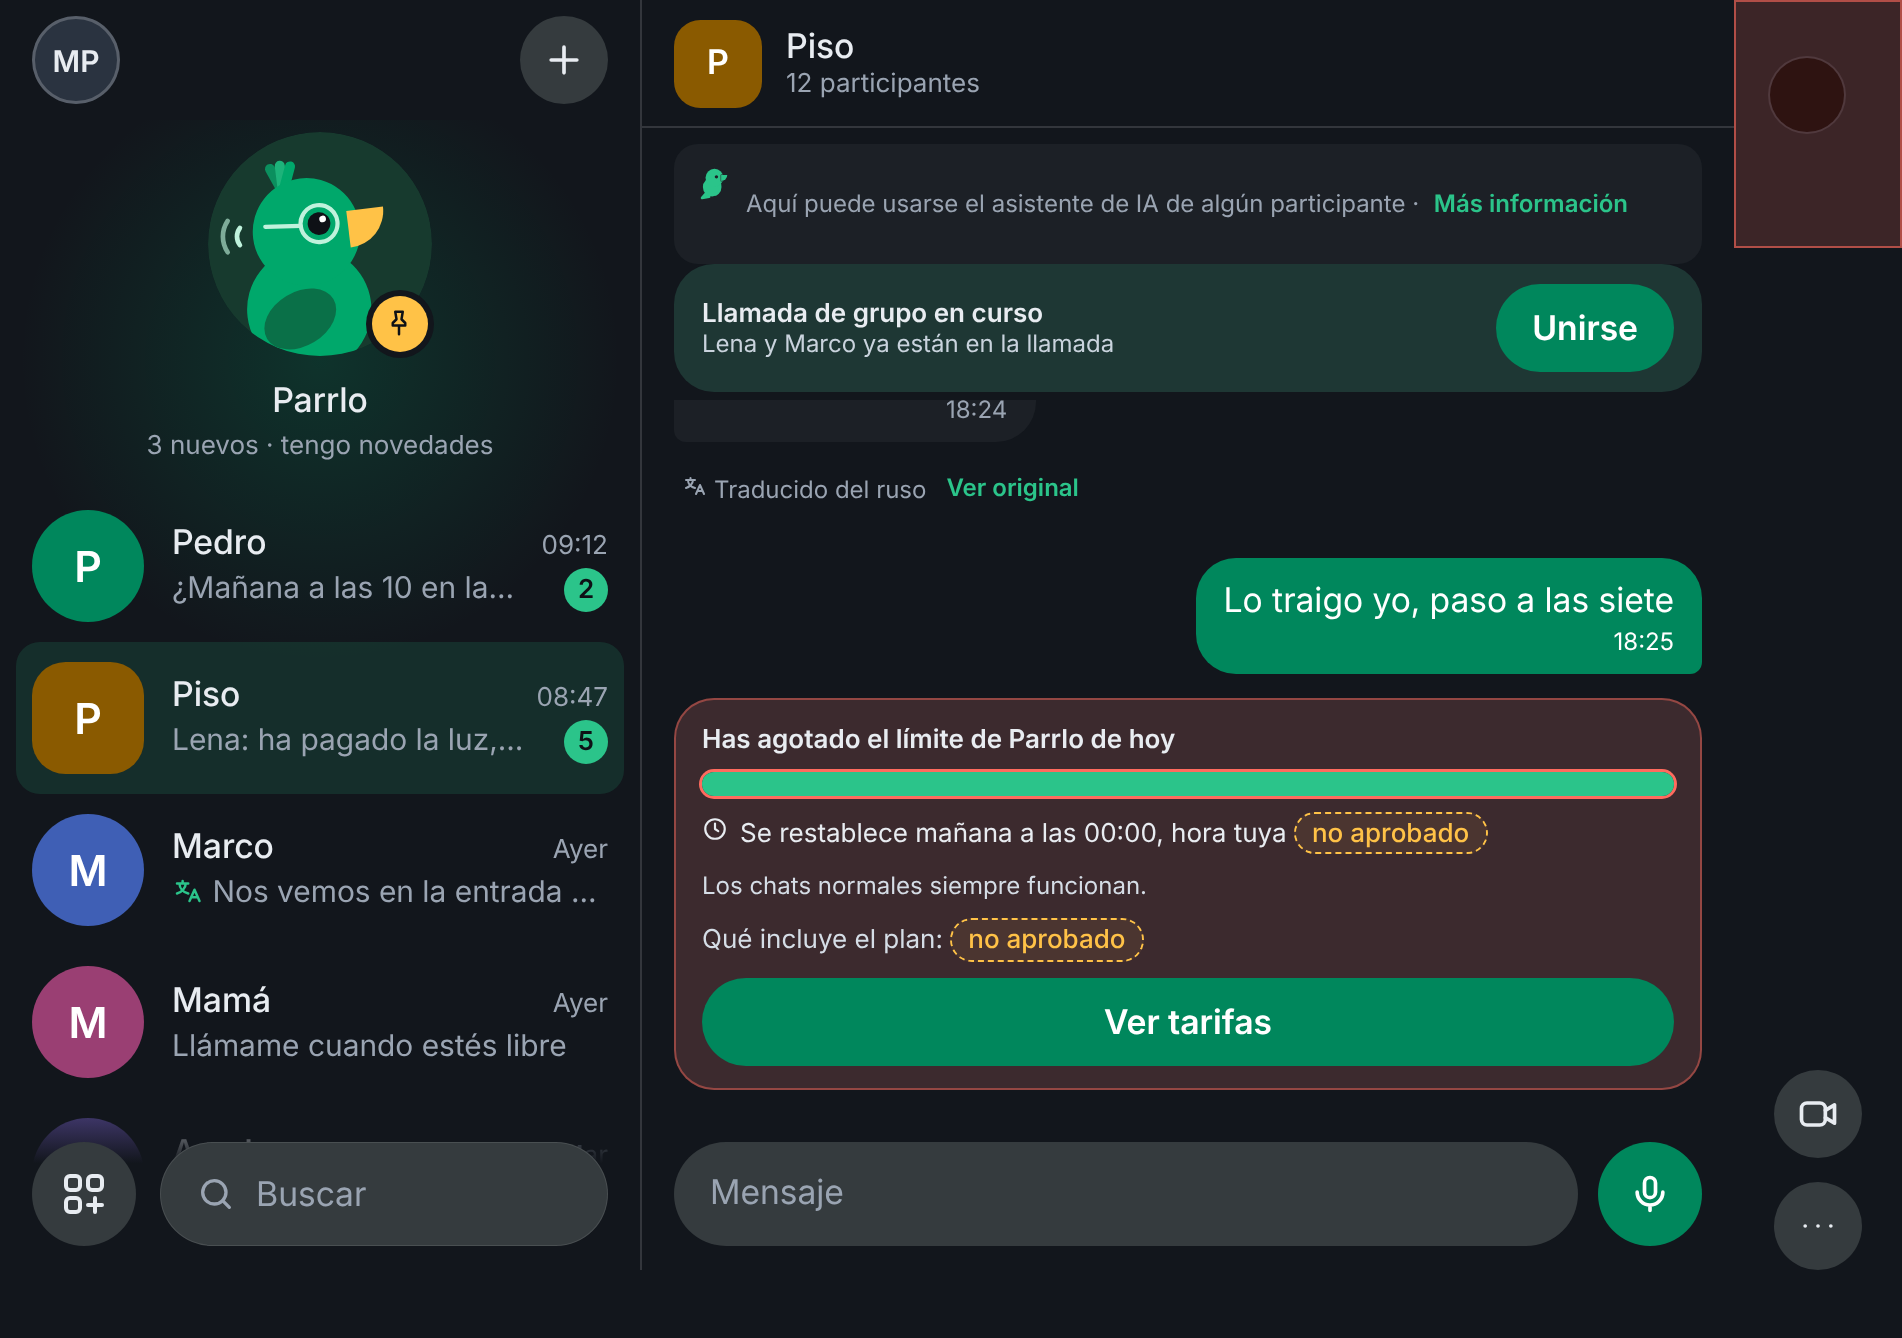 MP
Parrlo
3 nuevos · tengo novedades
P
Pedro
09:12
¿Mañana a las 10 en la...
2
P
Piso
08:47
Lena: ha pagado la luz,...
5
M
Marco
Ayer
Nos vemos en la entrada ...
M
Mamá
Ayer
Llámame cuando estés libre
Buscar
P
Piso
12 participantes
Aquí puede usarse el asistente de IA de algún participante · Más información
Llamada de grupo en curso
Lena y Marco ya están en la llamada
Unirse
18:24
Traducido del ruso Ver original
Lo traigo yo, paso a las siete
18:25
Has agotado el límite de Parrlo de hoy
Se restablece mañana a las 00:00, hora tuya no aprobado
Los chats normales siempre funcionan.
Qué incluye el plan: no aprobado
Ver tarifas
Mensaje